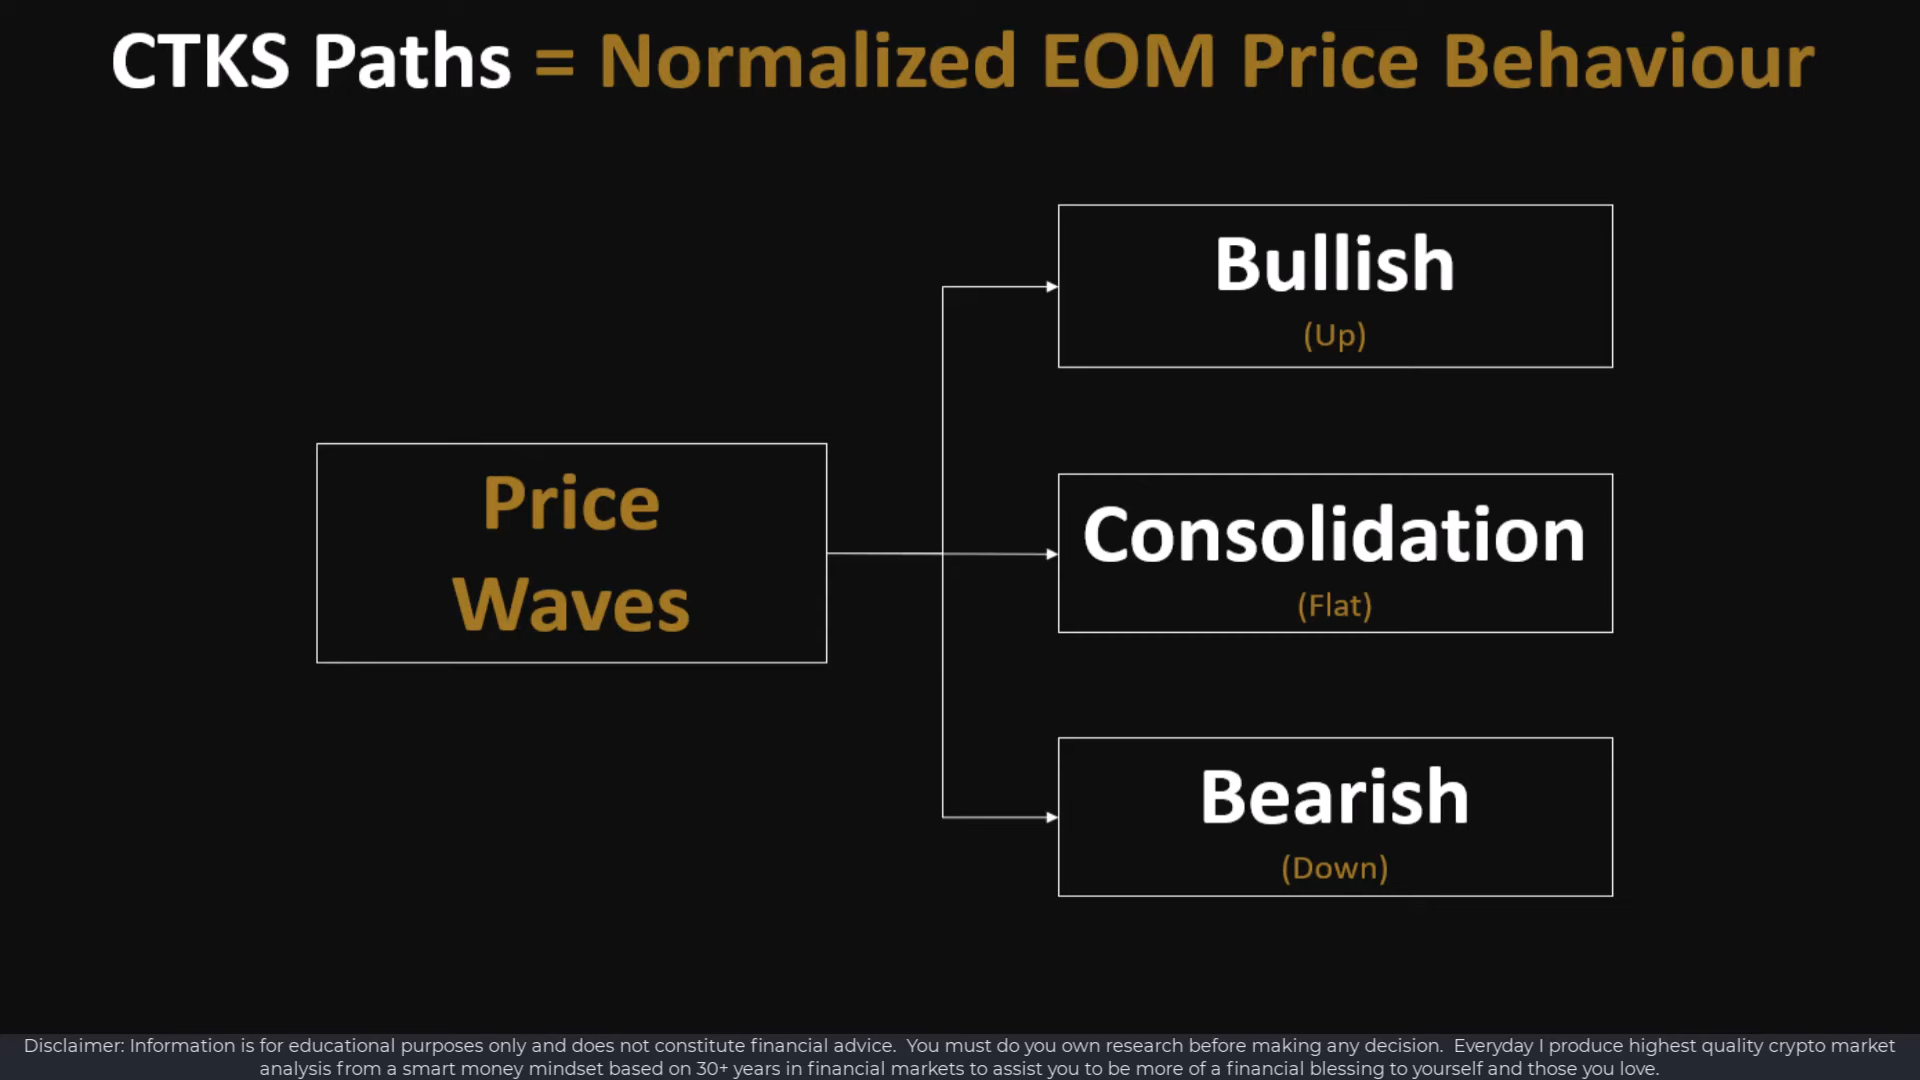 CTKS Paths = Normalized EOM Price Behaviour
Bullish
(Up)
Price
Waves
Consolidation
(Flat)
Bearish
(Down)
Disclaimer: Information is for educational purposes only and does not constitute financial advice.  You must do you own research before making any decision.  Everyday I produce highest quality crypto market
analysis from a smart money mindset based on 30+ years in financial markets to assist you to be more of a financial blessing to yourself and those you love.